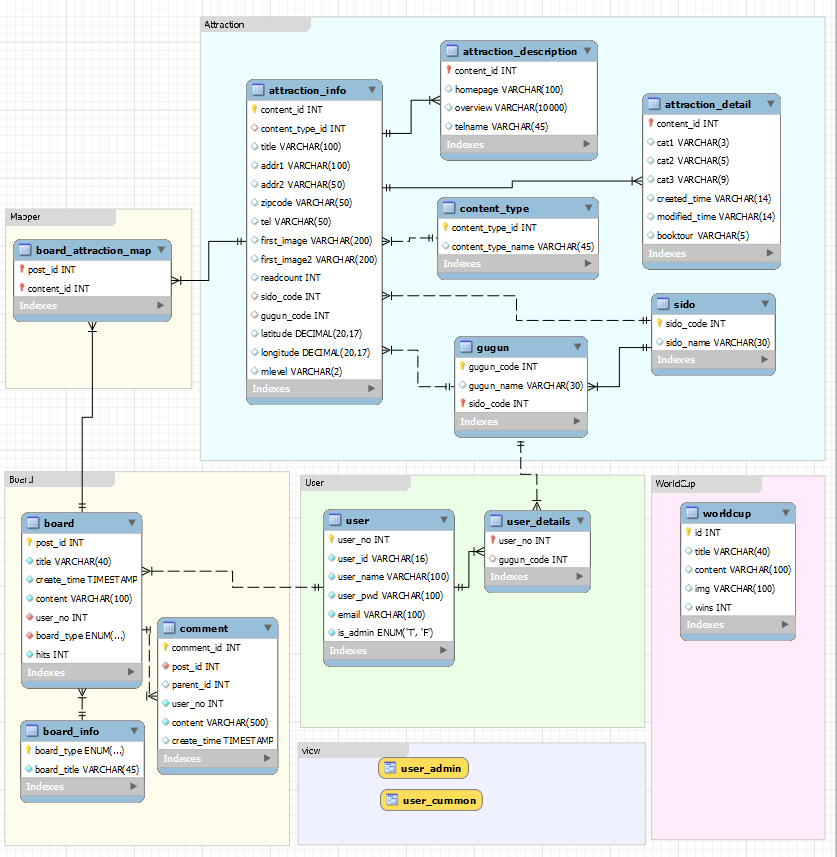 Attraction
attraction_description
content_id INT
homepage VARCHAR(100)
overview VARCHAR(10000)
telname VARCHAR(45)
Indexes
attraction_info
content_id INT
content_type_id INT
title VARCHAR(100)
addr1 VARCHAR(100)
addr2 VARCHAR(50)
zipcode VARCHAR(50)
tel VARCHAR(50)
first_image VARCHAR(200)
first_image2 VARCHAR(200)
readcount INT
sido_code INT
gugun_code INT
latitude DECIMAL(20,17)
longitude DECIMAL(20,17)
mlevel VARCHAR(2)
Indexes
attraction_detail
content_id INT
cat1 VARCHAR(3)
cat2 VARCHAR(5)
cat3 VARCHAR(9)
created_time VARCHAR(14)
modified_time VARCHAR(14)
booktour VARCHAR(5)
Indexes
content_type
content_type_id INT
content_type_name VARCHAR(45)
Indexes
Mapper
board_attraction_map
post_id INT
content_id INT
Indexes
sido
sido_code INT
sido_name VARCHAR(30)
Indexes
gugun
gugun_code INT
gugun_name VARCHAR(30)
sido_code INT
Indexes
Board
board
post_id INT
title VARCHAR(40)
create_time TIMESTAMP
content VARCHAR(100)
user_no INT
board_type ENUM(...)
hits INT
Indexes
comment
comment_id INT
post_id INT
parent_id INT
user_no INT
content VARCHAR(500)
create_time TIMESTAMP
Indexes
board_info
board_type ENUM(...)
board_title VARCHAR(45)
Indexes
User
user
user_no INT
user_id VARCHAR(16)
user_name VARCHAR(100)
user_pwd VARCHAR(100)
email VARCHAR(100)
is_admin ENUM('T', 'F')
Indexes
user_details
user_no INT
gugun_code INT
Indexes
WorldCup
worldcup
id INT
title VARCHAR(40)
content VARCHAR(100)
img VARCHAR(100)
wins INT
Indexes
view
user_admin
user_cummon